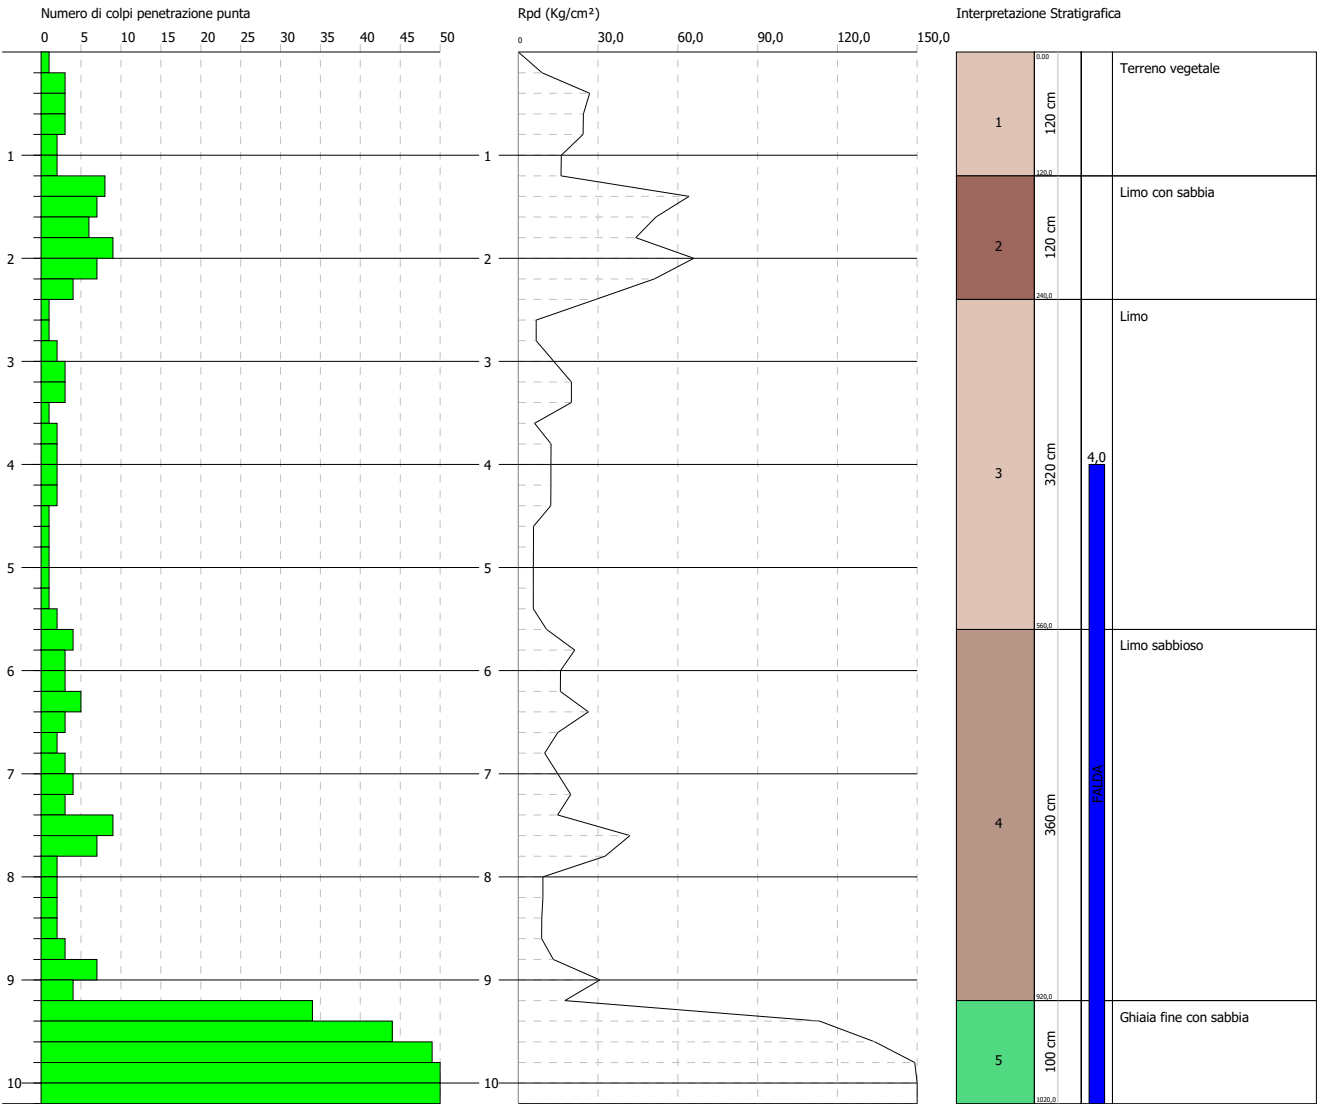 Numero di colpi penetrazione punta
Rpd (Kg/cm²)
Interpretazione Stratigrafica
0 5 10 15 20 25 30 35 40 45 50
0 30,0 60,0 90,0 120,0 150,0
0.00
Terreno vegetale
1
120 cm
1
1
120,0
Limo con sabbia
2
120 cm
2
2
240,0
Limo
3
3
4,0
3
320 cm
4
4
5
5
560,0
Limo sabbioso
6
6
7
7
FALDA
4
360 cm
8
8
9
9
920,0
Ghiaia fine con sabbia
5
100 cm
10
10
1020,0